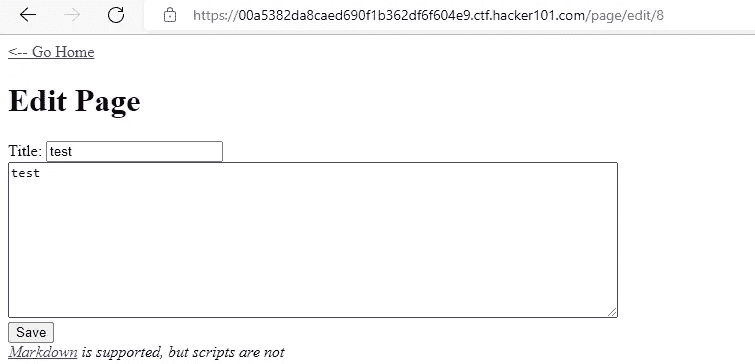 https://00a5382da8caed690f1b362df6f604e9.ctf.hacker101.com/page/edit/8
<-- Go Home
Edit Page
Title: test
test
Save
Markdown is supported, but scripts are not